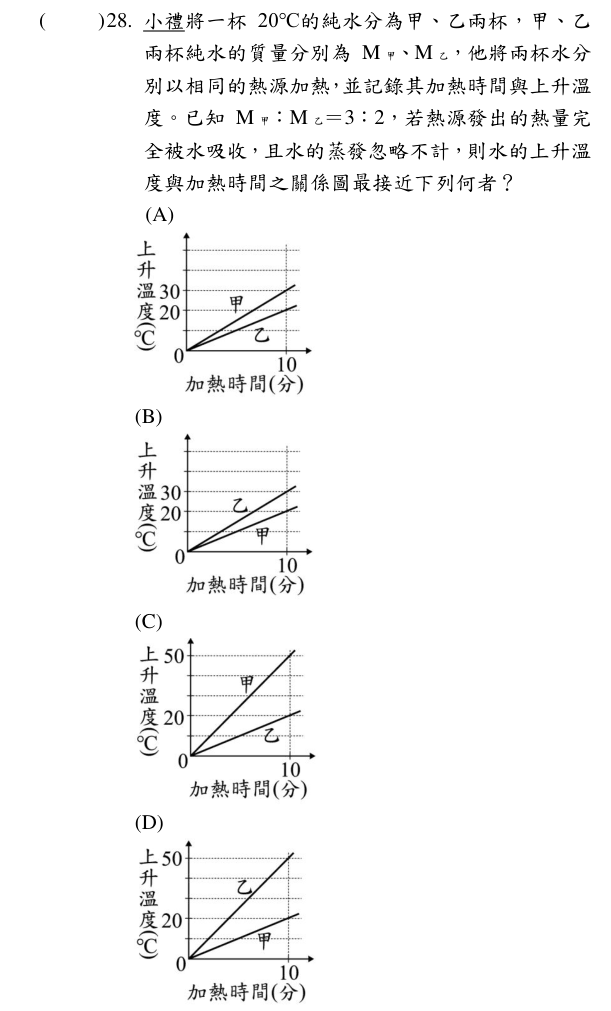 (　　)28. 小禮將一杯 20℃的純水分為甲、乙兩杯，甲、乙
兩杯純水的質量分別為 M甲、M乙，他將兩杯水分
別以相同的熱源加熱，並記錄其加熱時間與上升溫
度。已知 M甲：M乙＝3：2，若熱源發出的熱量完
全被水吸收，且水的蒸發忽略不計，則水的上升溫
度與加熱時間之關係圖最接近下列何者？
(A)
上升溫度(℃)
30
20
甲
乙
0
10
加熱時間(分)
(B)
上升溫度(℃)
30
20
乙
甲
0
10
加熱時間(分)
(C)
上升溫度(℃)
50
20
甲
乙
0
10
加熱時間(分)
(D)
上升溫度(℃)
50
20
乙
甲
0
10
加熱時間(分)